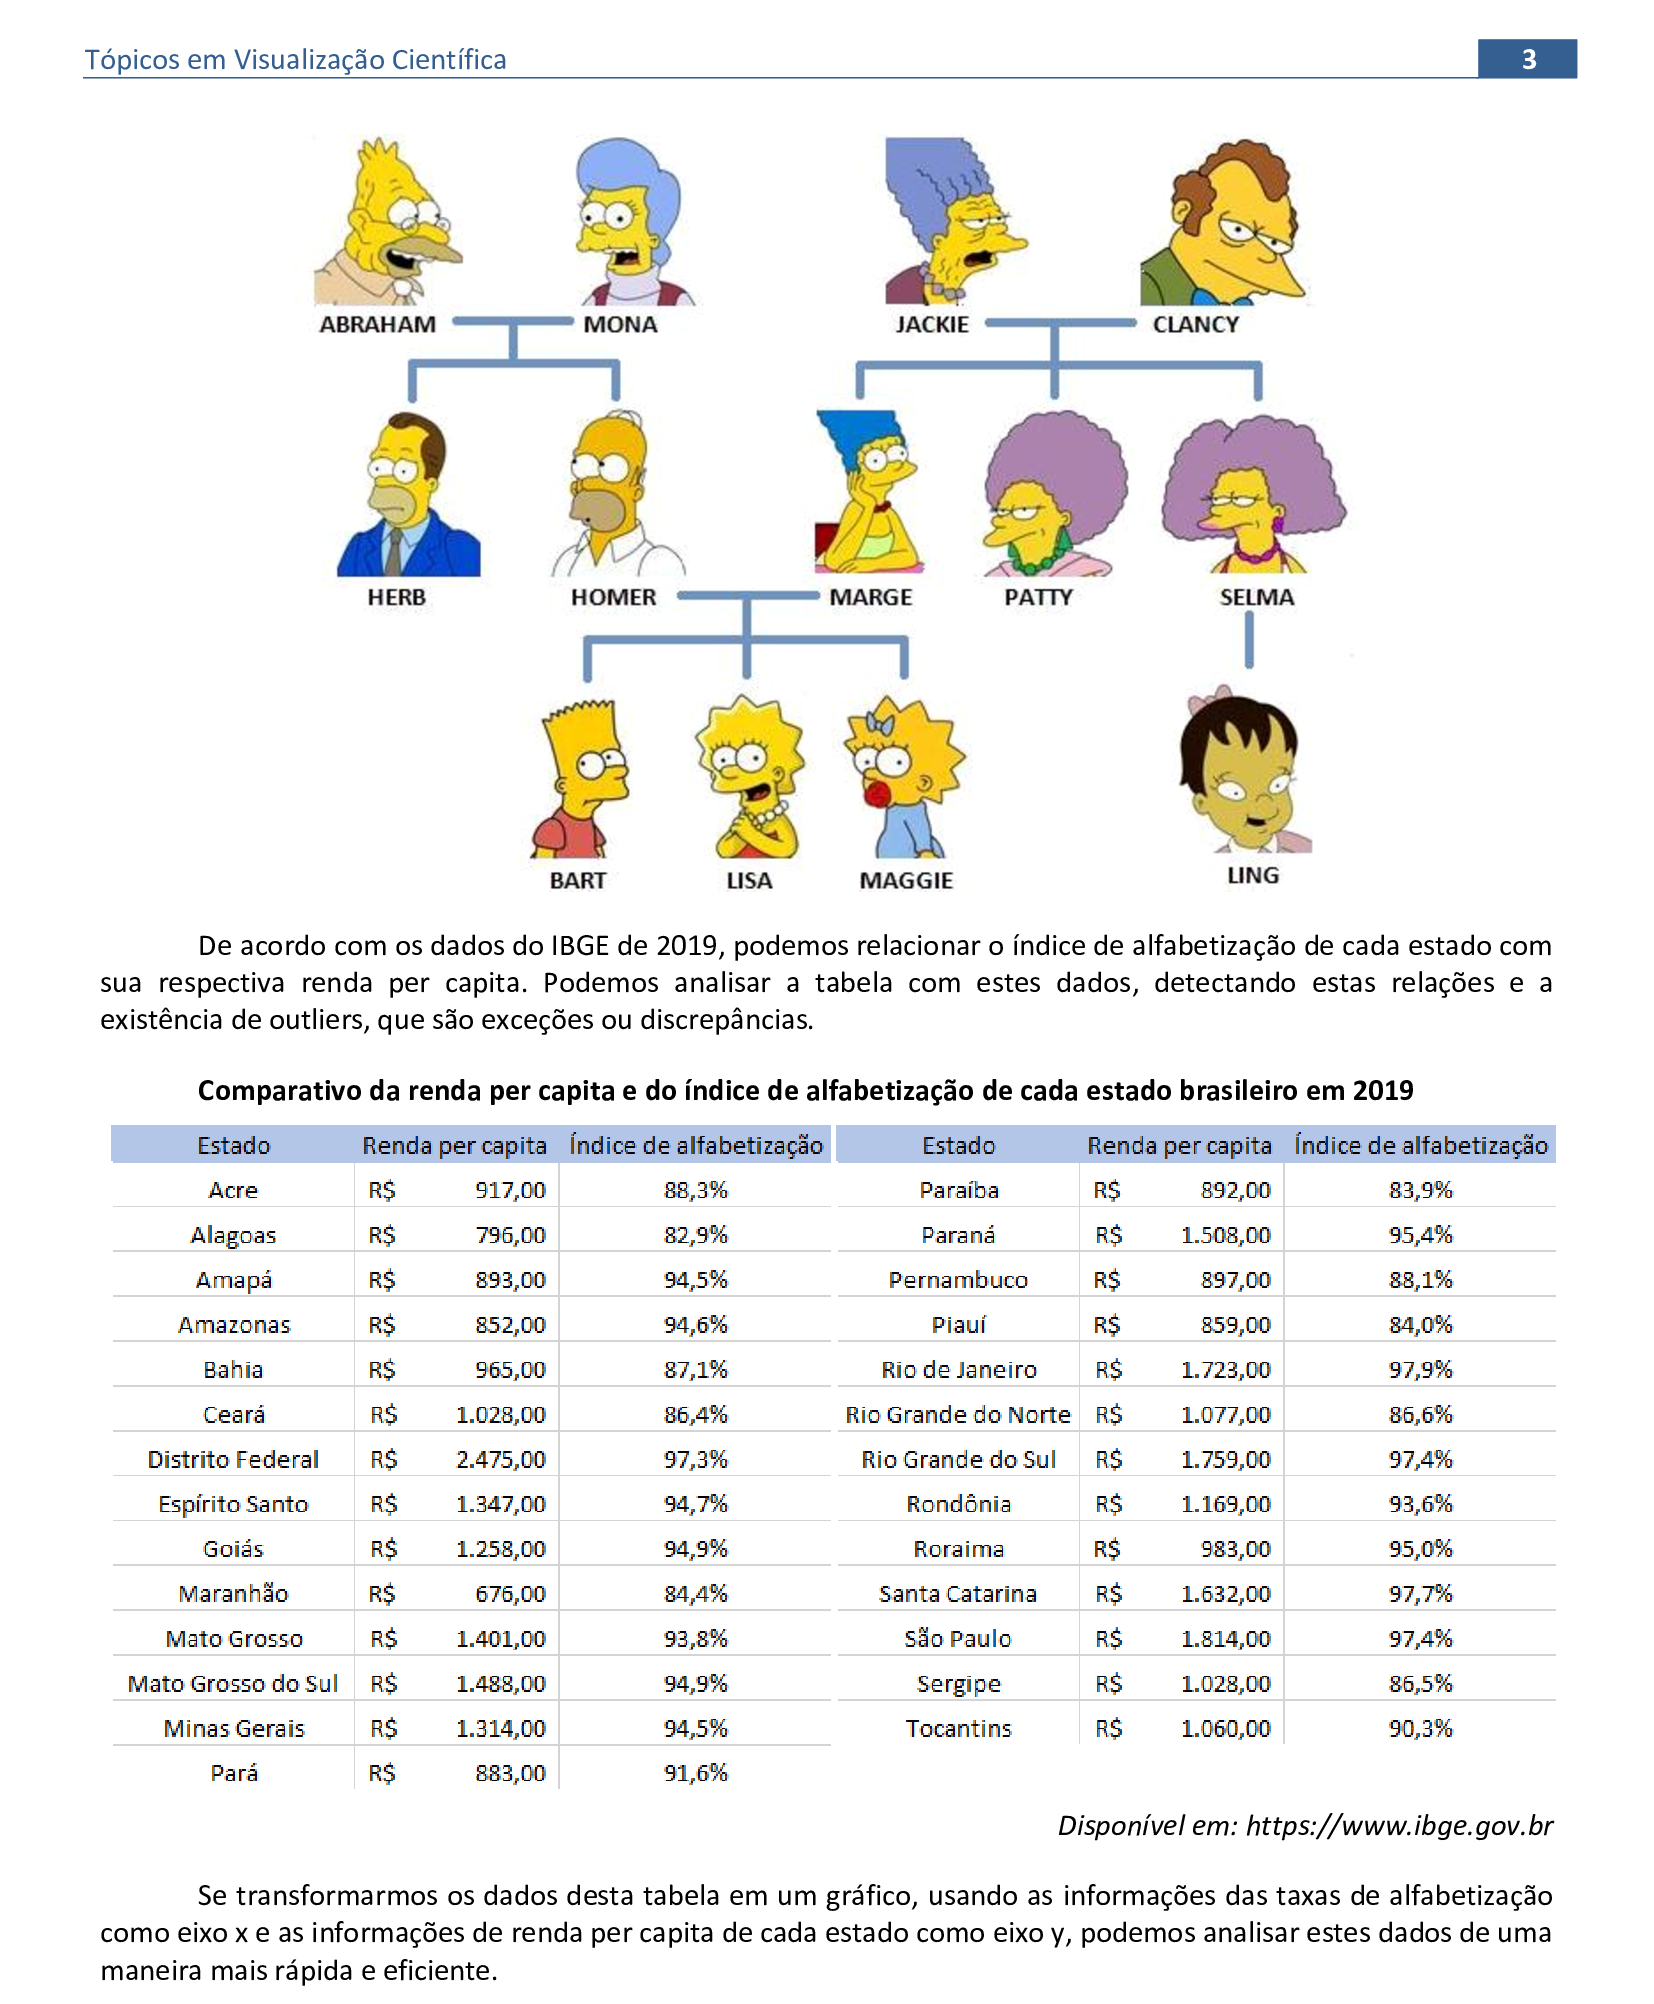 Tópicos em Visualização Científica 3
ABRAHAM MONA JACKIE CLANCY
HERB HOMER MARGE PATTY SELMA
BART LISA MAGGIE LING
De acordo com os dados do IBGE de 2019, podemos relacionar o índice de alfabetização de cada estado com
sua respectiva renda per capita. Podemos analisar a tabela com estes dados, detectando estas relações e a
existência de outliers, que são exceções ou discrepâncias.
Comparativo da renda per capita e do índice de alfabetização de cada estado brasileiro em 2019
Estado Renda per capita Índice de alfabetização Estado Renda per capita Índice de alfabetização
Acre R$ 917,00 88,3% Paraíba R$ 892,00 83,9%
Alagoas R$ 796,00 82,9% Paraná R$ 1.508,00 95,4%
Amapá R$ 893,00 94,5% Pernambuco R$ 897,00 88,1%
Amazonas R$ 852,00 94,6% Piauí R$ 859,00 84,0%
Bahia R$ 965,00 87,1% Rio de Janeiro R$ 1.723,00 97,9%
Ceará R$ 1.028,00 86,4% Rio Grande do Norte R$ 1.077,00 86,6%
Distrito Federal R$ 2.475,00 97,3% Rio Grande do Sul R$ 1.759,00 97,4%
Espírito Santo R$ 1.347,00 94,7% Rondônia R$ 1.169,00 93,6%
Goiás R$ 1.258,00 94,9% Roraima R$ 983,00 95,0%
Maranhão R$ 676,00 84,4% Santa Catarina R$ 1.632,00 97,7%
Mato Grosso R$ 1.401,00 93,8% São Paulo R$ 1.814,00 97,4%
Mato Grosso do Sul R$ 1.488,00 94,9% Sergipe R$ 1.028,00 86,5%
Minas Gerais R$ 1.314,00 94,5% Tocantins R$ 1.060,00 90,3%
Pará R$ 883,00 91,6%
Disponível em: https://www.ibge.gov.br
Se transformarmos os dados desta tabela em um gráfico, usando as informações das taxas de alfabetização
como eixo x e as informações de renda per capita de cada estado como eixo y, podemos analisar estes dados de uma
maneira mais rápida e eficiente.